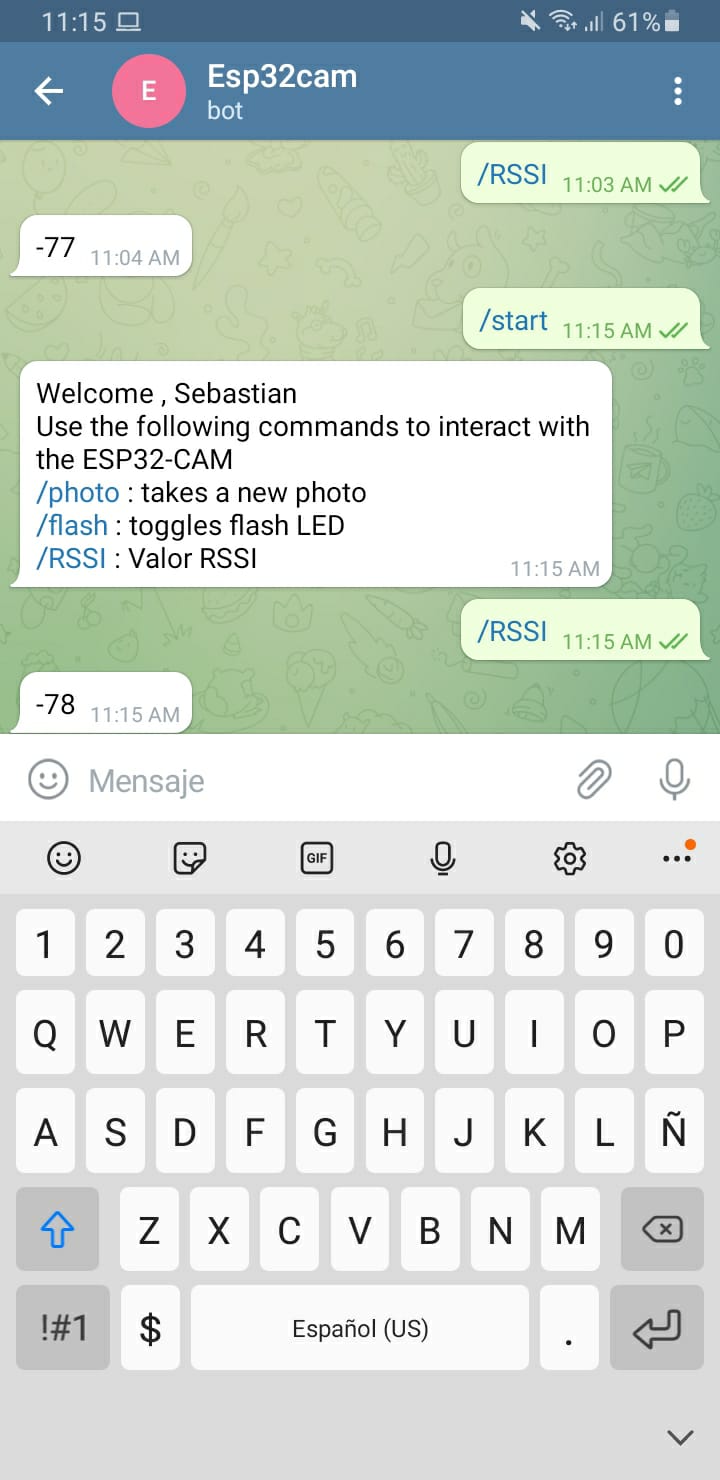 11:15 61%
E Esp32cam
bot
/RSSI 11:03 AM
-77 11:04 AM
/start 11:15 AM
Welcome , Sebastian
Use the following commands to interact with
the ESP32-CAM
/photo : takes a new photo
/flash : toggles flash LED
/RSSI : Valor RSSI
11:15 AM
/RSSI 11:15 AM
-78 11:15 AM
Mensaje
GIF
1 2 3 4 5 6 7 8 9 0
Q W E R T Y U I O P
A S D F G H J K L Ñ
Z X C V B N M
!#1 $ Español (US) .